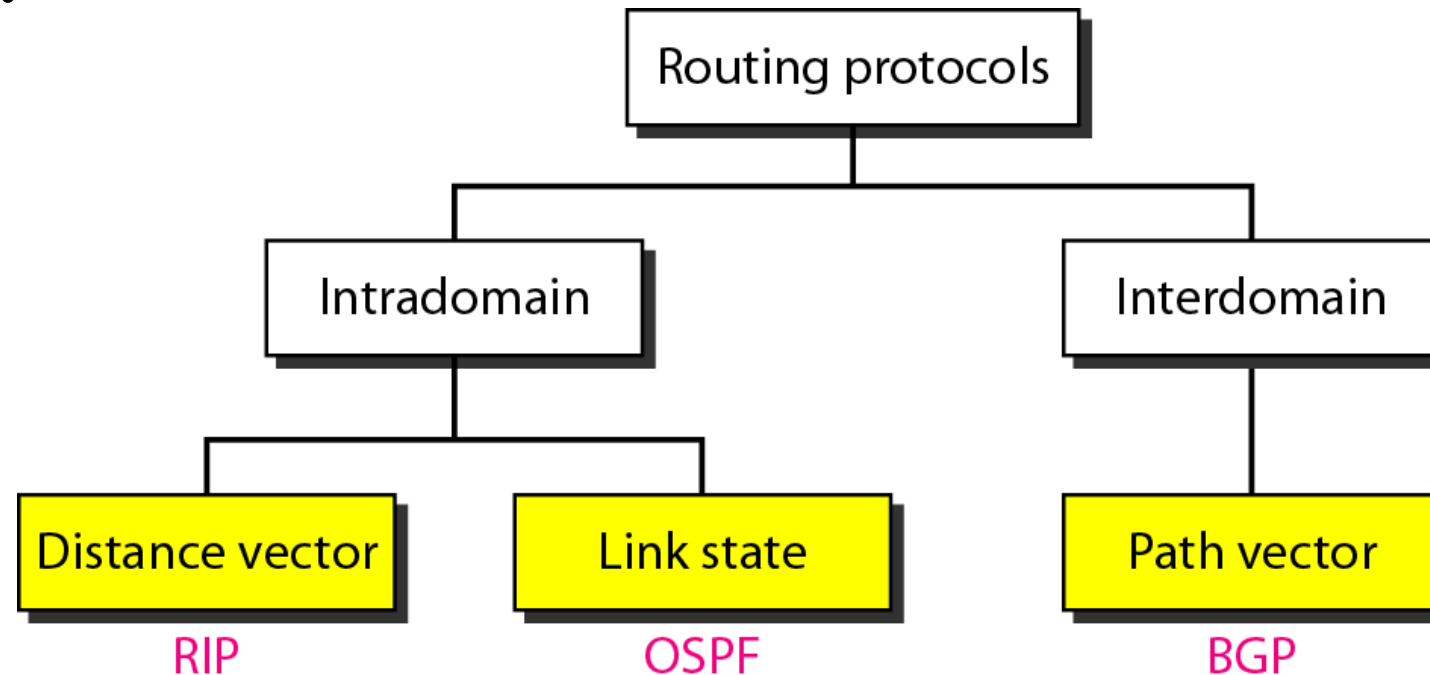 Routing protocols
Intradomain
Interdomain
Distance vector
Link state
Path vector
RIP
OSPF
BGP